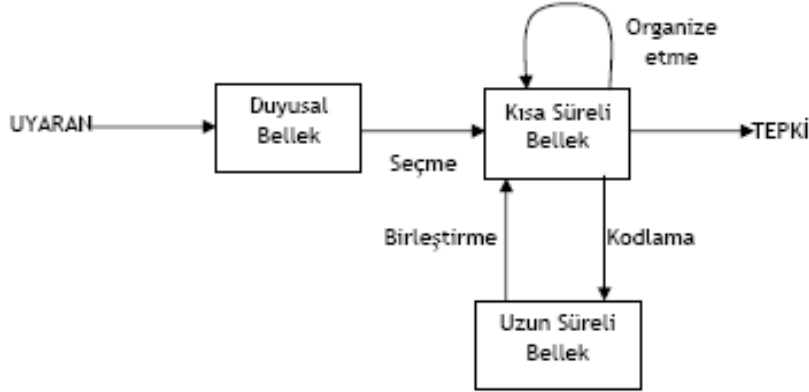 Organize
etme
UYARAN
Duyusal
Bellek
Seçme
Kısa Süreli
Bellek
TEPKİ
Birleştirme
Kodlama
Uzun Süreli
Bellek